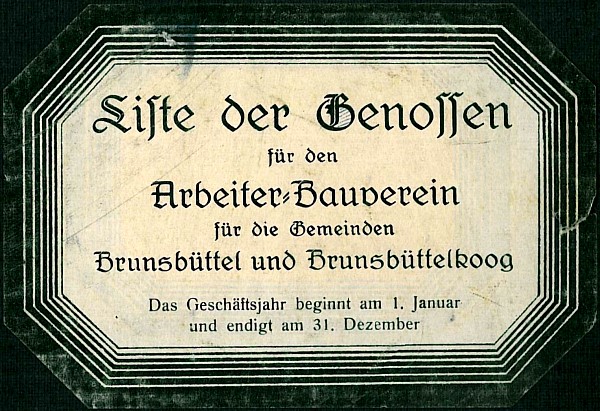 Liſte der Genoſſen
für den
Arbeiter-Bauverein
für die Gemeinden
Brunsbüttel und Brunsbüttelkoog
Das Geschäftsjahr beginnt am 1. Januar
und endigt am 31. Dezember